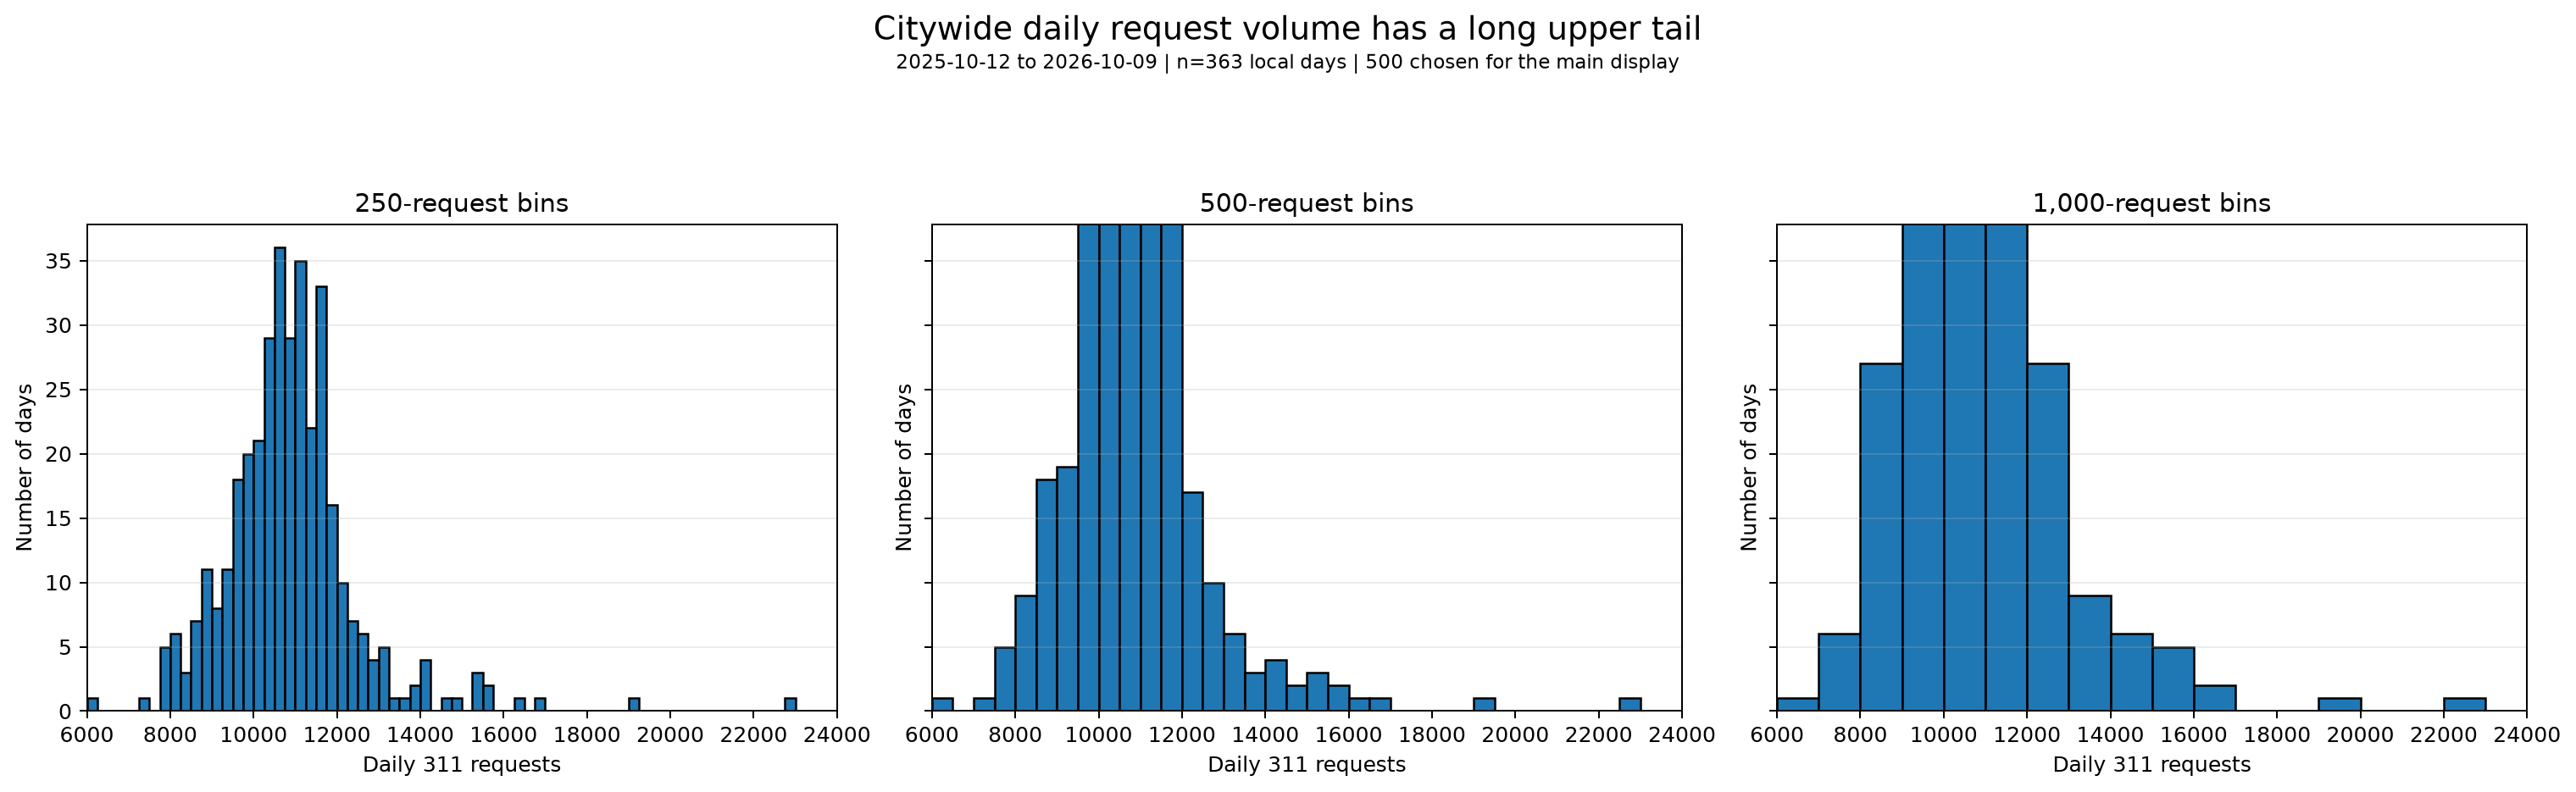 Citywide daily request volume has a long upper tail
2025-10-12 to 2026-10-09 | n=363 local days | 500 chosen for the main display
250-request bins
Number of days
35
30
25
20
15
10
5
0
6000 8000 10000 12000 14000 16000 18000 20000 22000 24000
Daily 311 requests
500-request bins
Number of days
6000 8000 10000 12000 14000 16000 18000 20000 22000 24000
Daily 311 requests
1,000-request bins
Number of days
6000 8000 10000 12000 14000 16000 18000 20000 22000 24000
Daily 311 requests